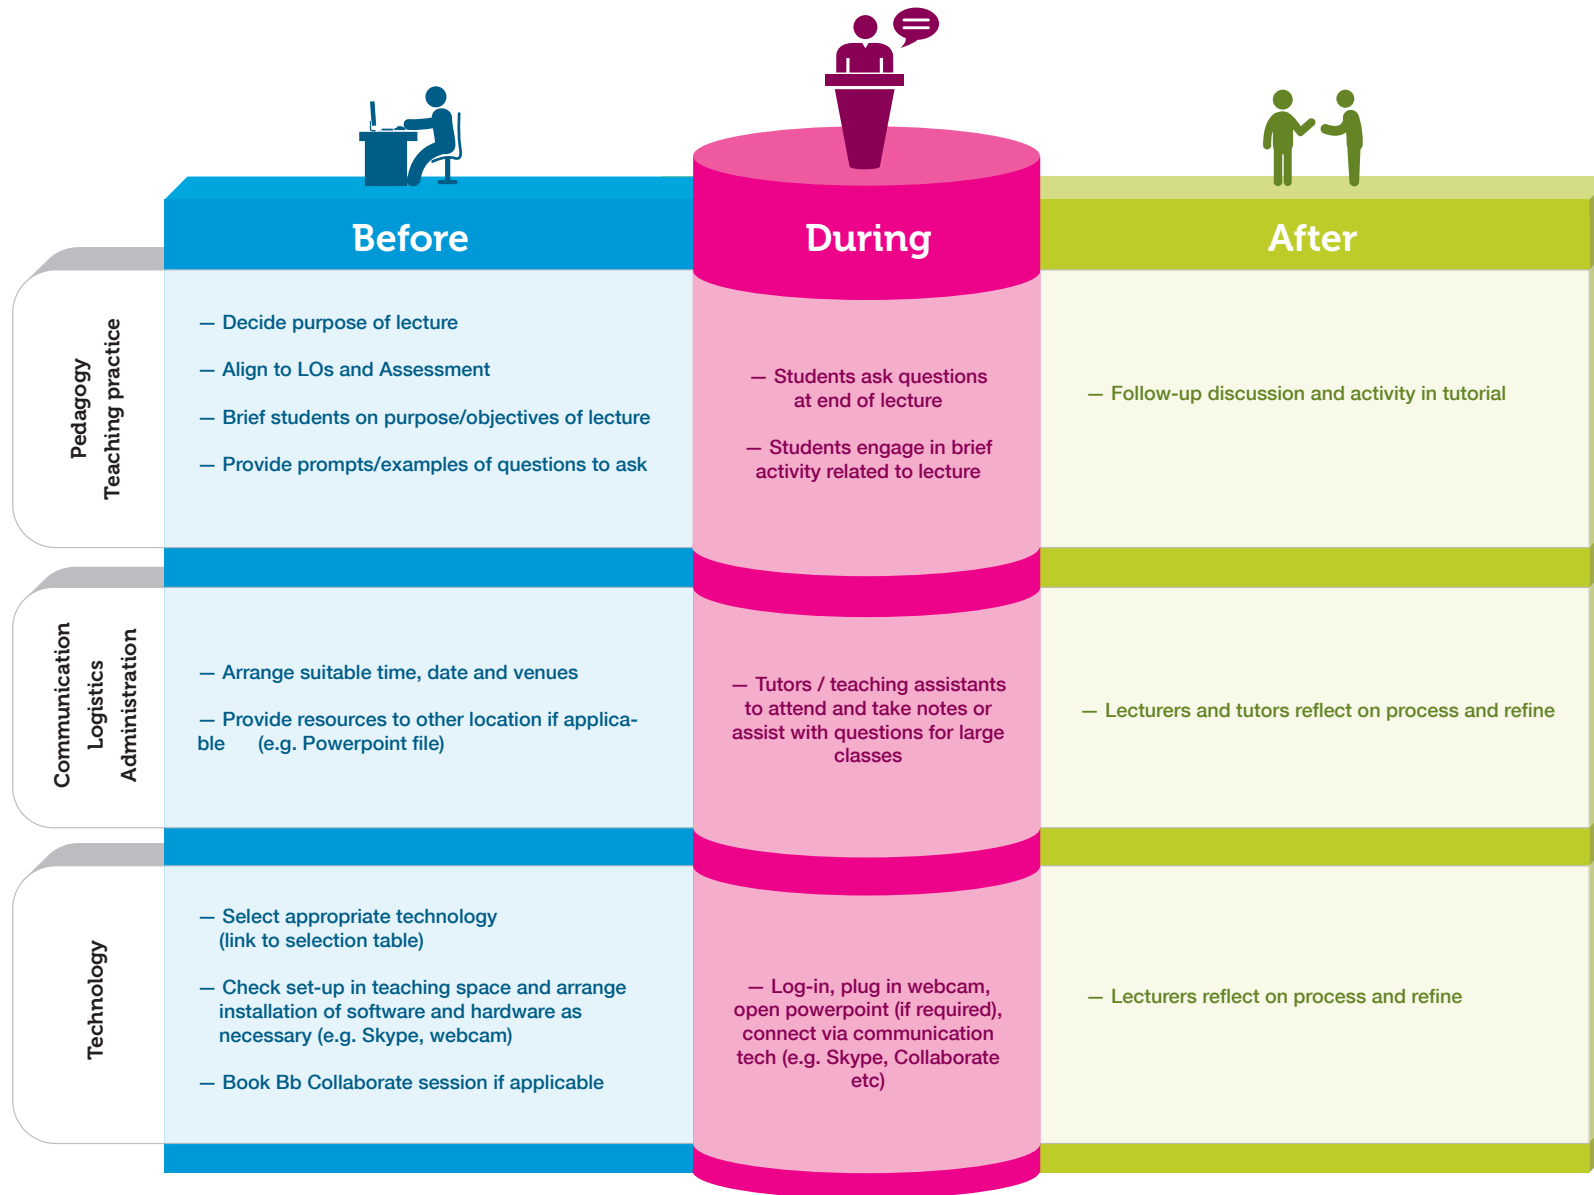 Before
During
After
Pedagogy
Teaching practice
— Decide purpose of lecture
— Align to LOs and Assessment
— Brief students on purpose/objectives of lecture
— Provide prompts/examples of questions to ask
— Students ask questions
at end of lecture
— Students engage in brief
activity related to lecture
— Follow-up discussion and activity in tutorial
Communication
Logistics
Administration
— Arrange suitable time, date and venues
— Provide resources to other location if applica-
ble (e.g. Powerpoint file)
— Tutors / teaching assistants
to attend and take notes or
assist with questions for large
classes
— Lecturers and tutors reflect on process and refine
Technology
— Select appropriate technology
(link to selection table)
— Check set-up in teaching space and arrange
installation of software and hardware as
necessary (e.g. Skype, webcam)
— Book Bb Collaborate session if applicable
— Log-in, plug in webcam,
open powerpoint (if required),
connect via communication
tech (e.g. Skype, Collaborate
etc)
— Lecturers reflect on process and refine